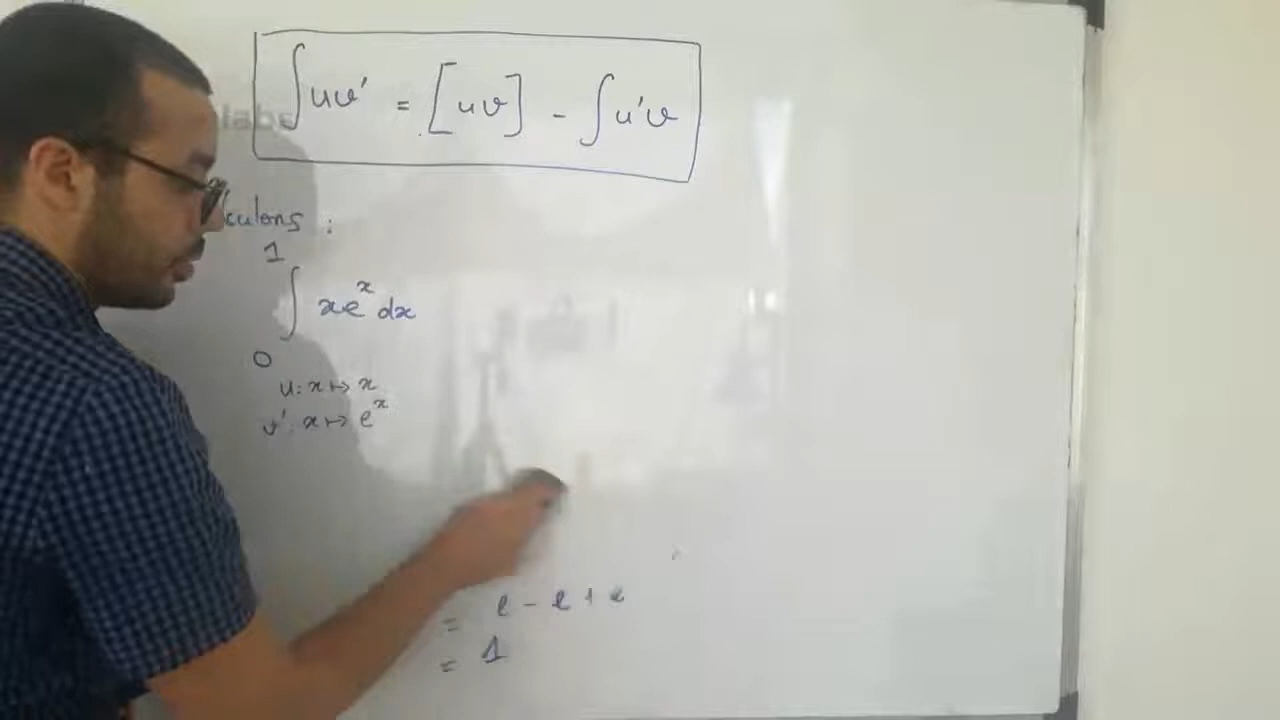 ∫uv' = [uv] - ∫u'v
culons :
1
∫ xe^x dx
0
u: x ↦ x
v': x ↦ e^x
= e - e +
= 1